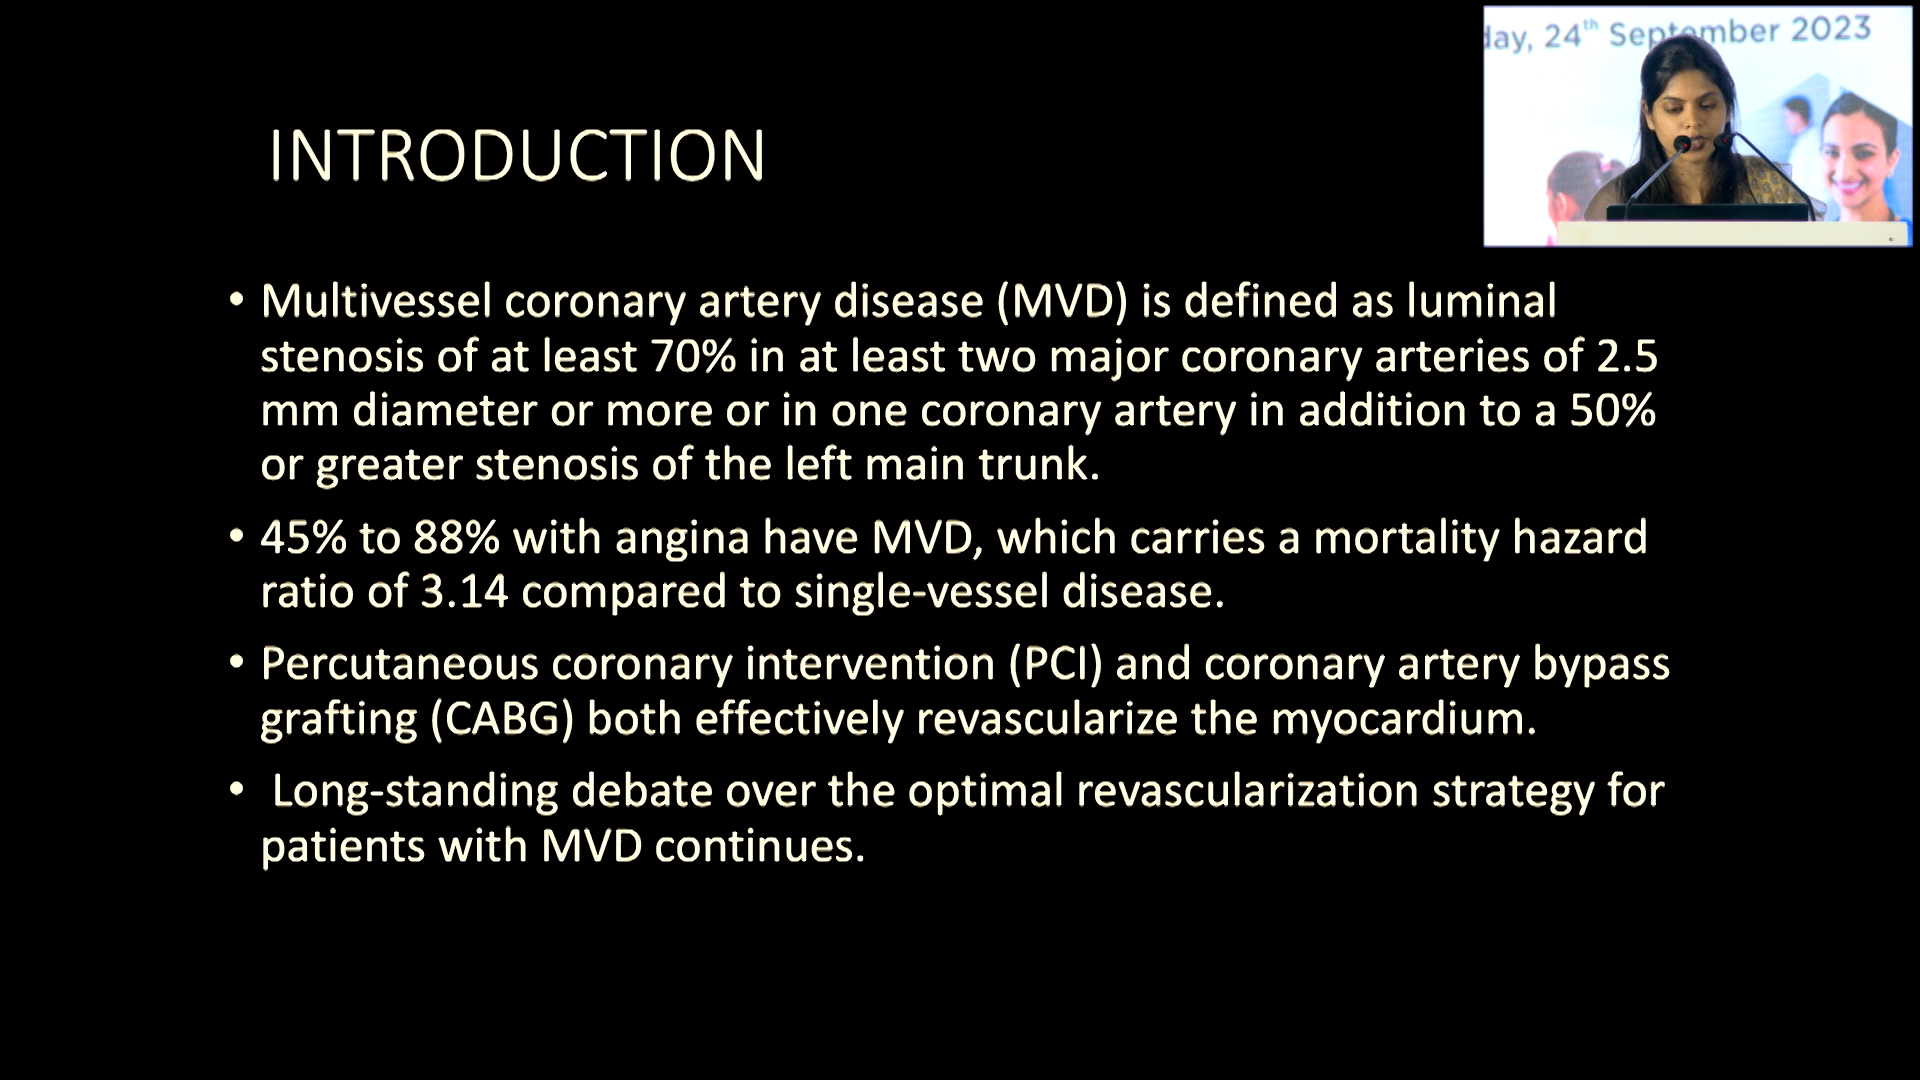 day, 24th September 2023
INTRODUCTION
• Multivessel coronary artery disease (MVD) is defined as luminal
stenosis of at least 70% in at least two major coronary arteries of 2.5
mm diameter or more or in one coronary artery in addition to a 50%
or greater stenosis of the left main trunk.
• 45% to 88% with angina have MVD, which carries a mortality hazard
ratio of 3.14 compared to single-vessel disease.
• Percutaneous coronary intervention (PCI) and coronary artery bypass
grafting (CABG) both effectively revascularize the myocardium.
• Long-standing debate over the optimal revascularization strategy for
patients with MVD continues.